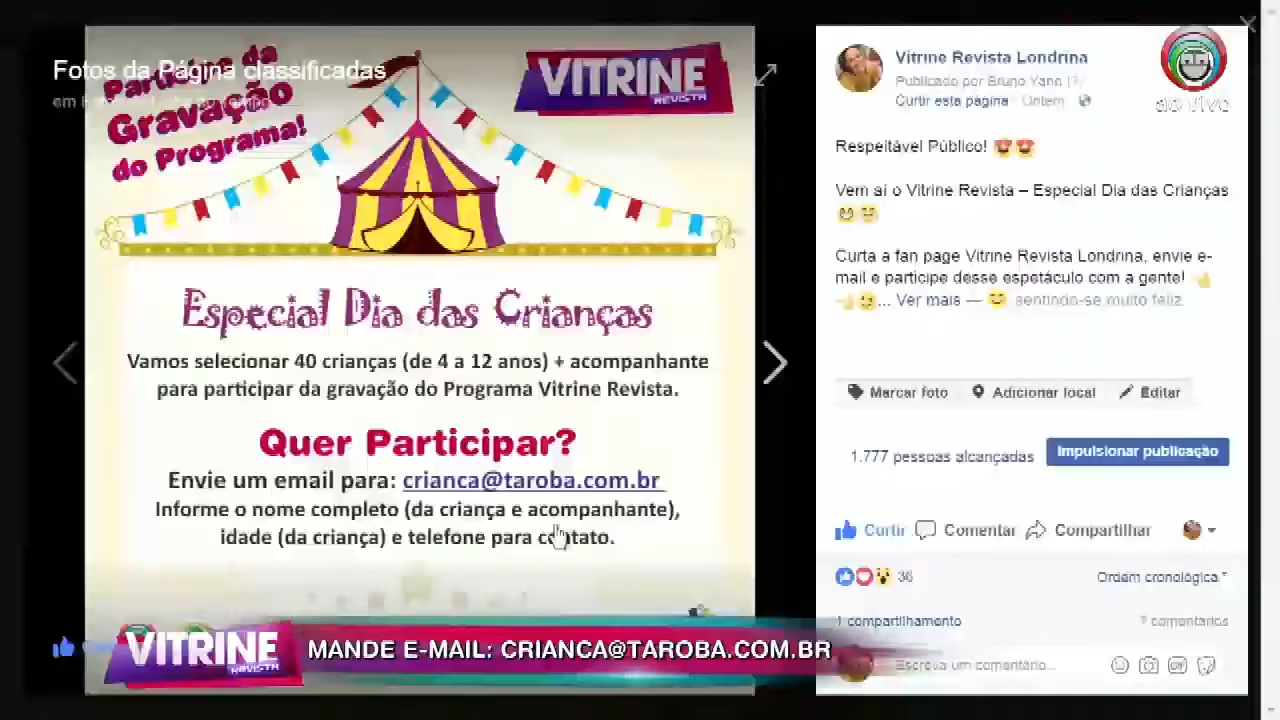 Fotos da Página classificadas
Participe da
Gravação
do Programa!
VITRINE
REVISTA
Especial Dia das Crianças
Vamos selecionar 40 crianças (de 4 a 12 anos) + acompanhante
para participar da gravação do Programa Vitrine Revista.
Quer Participar?
Envie um email para: crianca@taroba.com.br
Informe o nome completo (da criança e acompanhante),
idade (da criança) e telefone para contato.
VITRINE
REVISTA
MANDE E-MAIL: CRIANCA@TAROBA.COM.BR
Vitrine Revista Londrina
Publicado por Bruno Yann
Curtir esta página · Ontem
ao vivo
Respeitável Público!
Vem aí o Vitrine Revista – Especial Dia das Crianças
Curta a fan page Vitrine Revista Londrina, envie e-
mail e participe desse espetáculo com a gente!
... Ver mais — sentindo-se muito feliz
Marcar foto Adicionar local Editar
1.777 pessoas alcançadas Impulsionar publicação
Curtir Comentar Compartilhar
36 Ordem cronológica
1 compartilhamento comentários
Escreva um comentário...